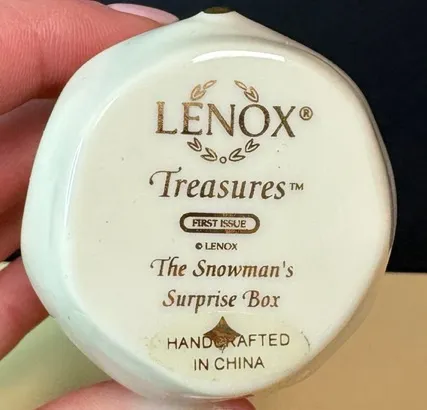 LENOX®
Treasures™
FIRST ISSUE
© LENOX
The Snowman's
Surprise Box
HANDCRAFTED
IN CHINA